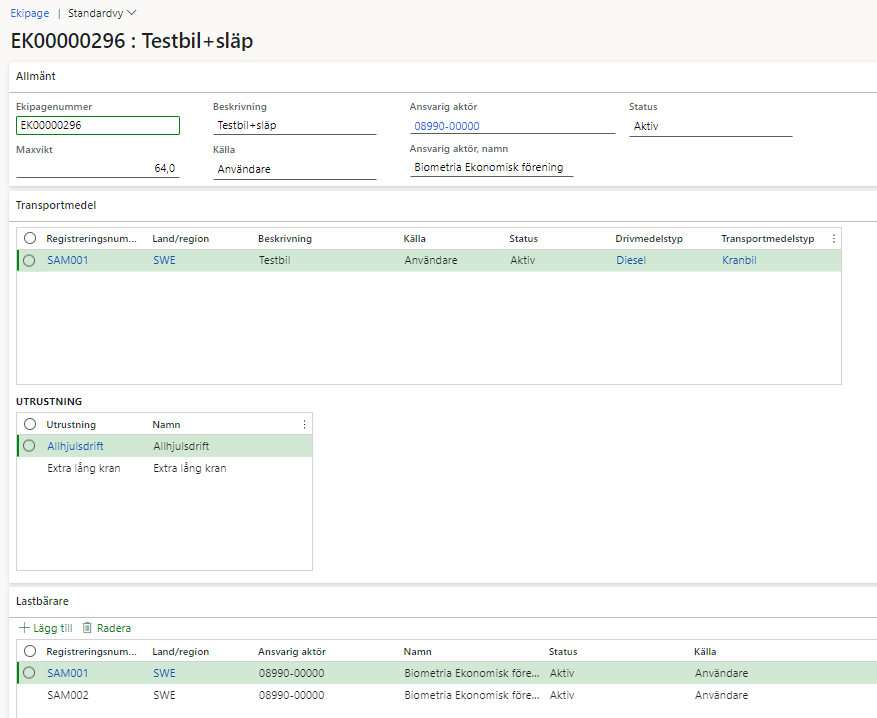 Ekipage | Standardvy
EK00000296 : Testbil+släp
Allmänt
Ekipagenummer Beskrivning Ansvarig aktör Status
EK00000296 Testbil+släp 08990-00000 Aktiv
Maxvikt Källa Ansvarig aktör, namn
64,0 Användare Biometria Ekonomisk förening
Transportmedel
Registreringsnum... Land/region Beskrivning Källa Status Drivmedelstyp Transportmedelstyp
SAM001 SWE Testbil Användare Aktiv Diesel Kranbil
UTRUSTNING
Utrustning Namn
Allhjulsdrift Allhjulsdrift
Extra lång kran Extra lång kran
Lastbärare
Lägg till Radera
Registreringsnum... Land/region Ansvarig aktör Namn Status Källa
SAM001 SWE 08990-00000 Biometria Ekonomisk före... Aktiv Användare
SAM002 SWE 08990-00000 Biometria Ekonomisk före... Aktiv Användare